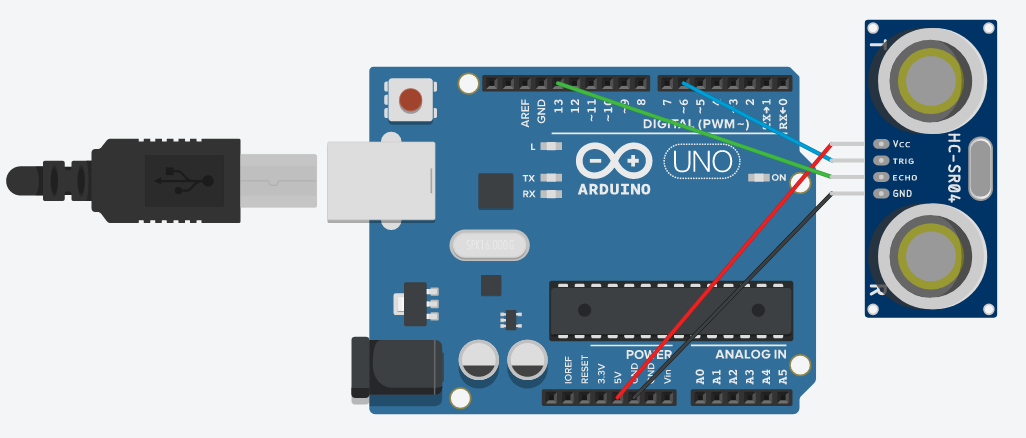 AREF
GND
13
12
~11
~10
~9
8
7
~6
~5
4
3
2
TX→1
RX←0
DIGITAL (PWM~)
L
TX
RX
ARDUINO
UNO
ON
T
HC-SR04
R
VCC
TRIG
ECHO
GND
POWER
ANALOG IN
IOREF
RESET
3.3V
5V
GND
GND
Vin
A0
A1
A2
A3
A4
A5